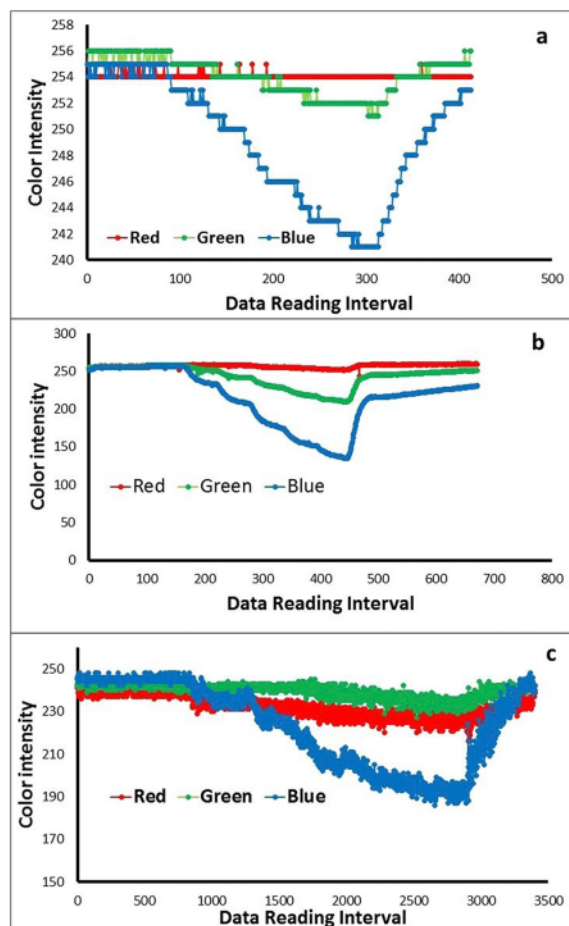 a
258
256
254
252
250
248
246
244
242
240
Color Intensity
Red Green Blue
0 100 200 300 400 500
Data Reading Interval
b
300
250
200
150
100
50
0
Color intensity
Red Green Blue
0 100 200 300 400 500 600 700 800
Data Reading Interval
c
250
230
210
190
170
150
Color intensity
Red Green Blue
0 500 1000 1500 2000 2500 3000 3500
Data Reading Interval